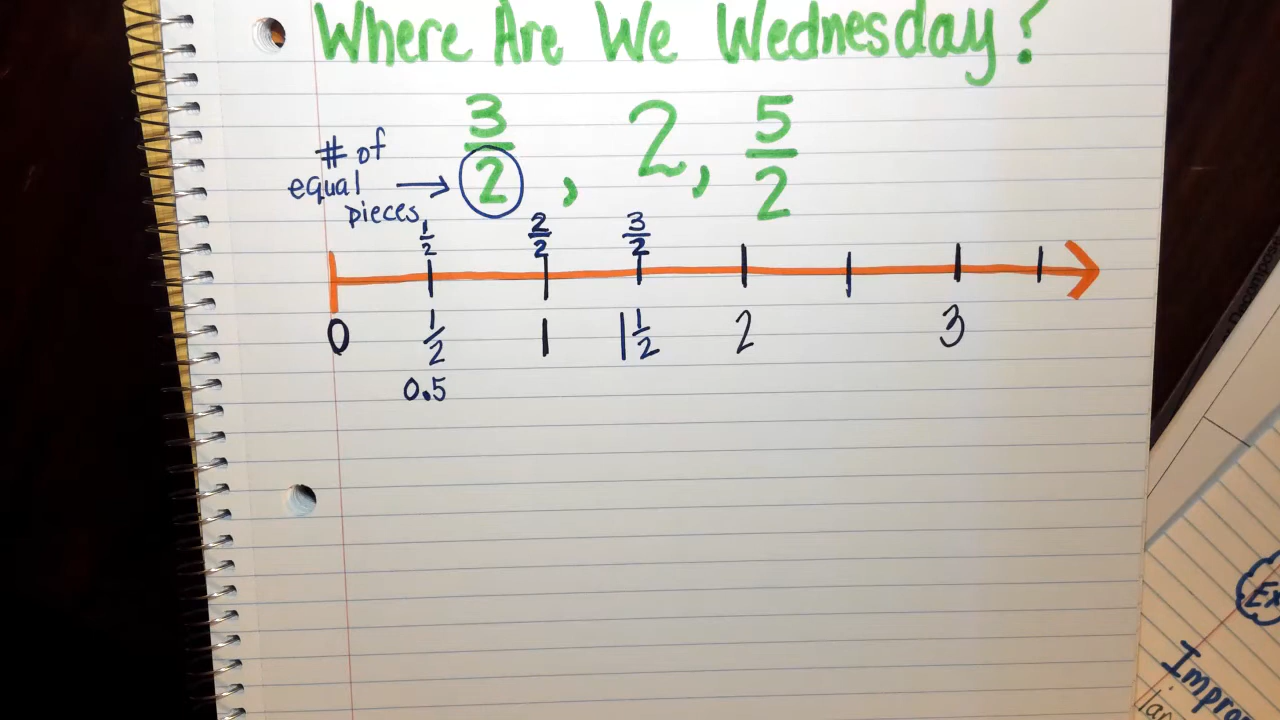 Where Are We Wednesday?
3/2, 2, 5/2
# of
equal →
pieces
1/2 2/2 3/2
0 1/2 1 1 1/2 2 3
0.5
Ex
Impro